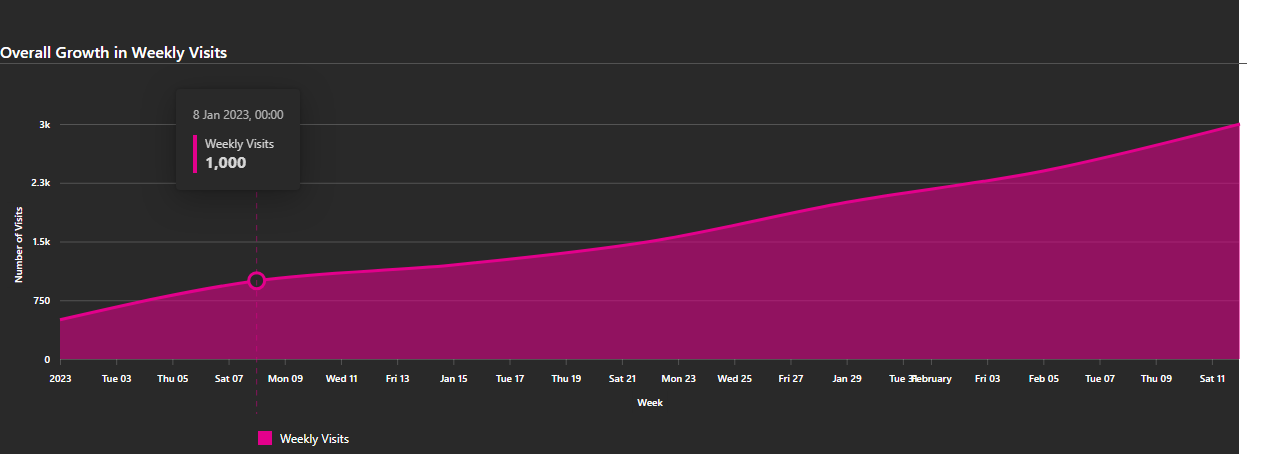 Overall Growth in Weekly Visits
8 Jan 2023, 00:00
Weekly Visits
1,000
3k
2.3k
1.5k
750
0
Number of Visits
2023 Tue 03 Thu 05 Sat 07 Mon 09 Wed 11 Fri 13 Jan 15 Tue 17 Thu 19 Sat 21 Mon 23 Wed 25 Fri 27 Jan 29 Tue 31 February Fri 03 Feb 05 Tue 07 Thu 09 Sat 11
Week
Weekly Visits